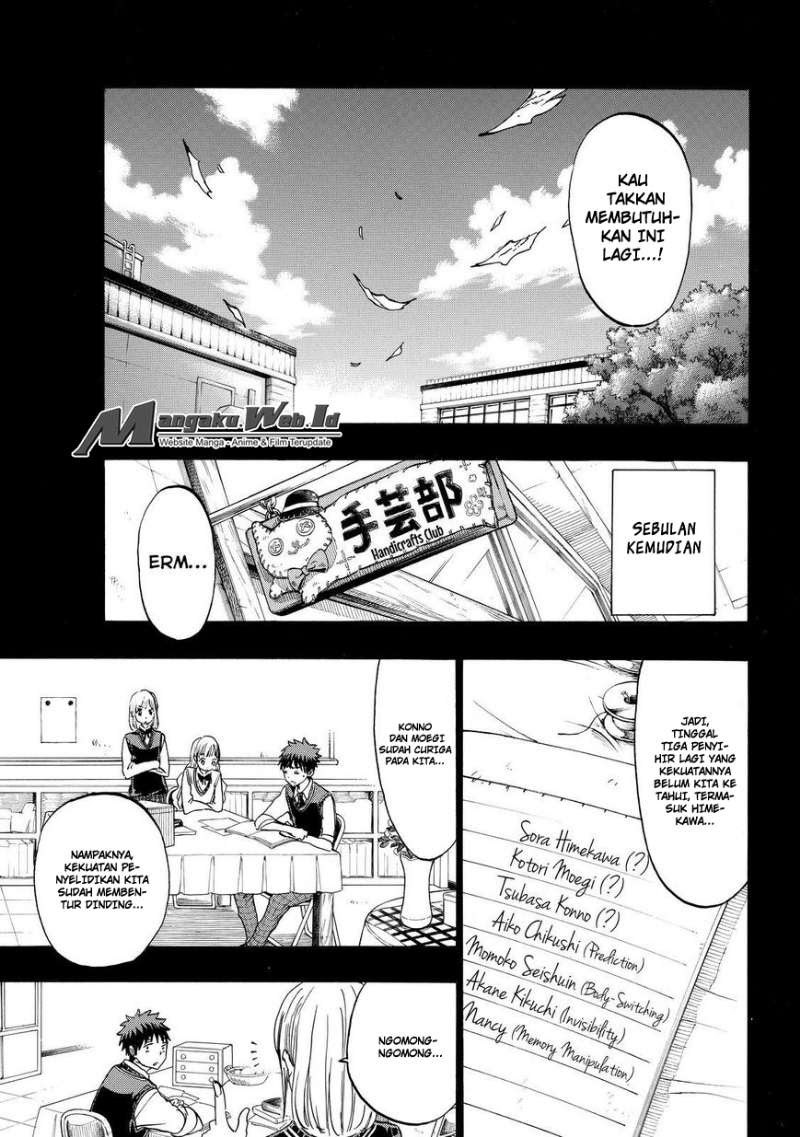 KAU
TAKKAN
MEMBUTUH-
KAN INI
LAGI...!
Mangaku.Web.Id
Website Manga - Anime & Film Terupdate
SEBULAN
KEMUDIAN
手芸部
Handicrafts Club
ERM...
JADI,
TINGGAL
TIGA PENYI-
HIR LAGI YANG
KEKUATANNYA
BELUM KITA KE
TAHUI, TERMA-
SUK HIME-
KAWA...
Sora Himekawa (?)
Kotori Moegi (?)
Tsubasa Konno (?)
Aiko Chikushi (Prediction)
Momoko Seishuin (Body-Switching)
Akane Kikuchi (Invisibility)
Nancy (Memory Manipulation)
KONNO
DAN MOEGI
SUDAH CURIGA
PADA KITA...
NAMPAKNYA,
KEKUATAN PE-
NYELIDIKAN KITA
SUDAH MEMBEN-
TUR DINDING...
NGOMONG-
NGOMONG...